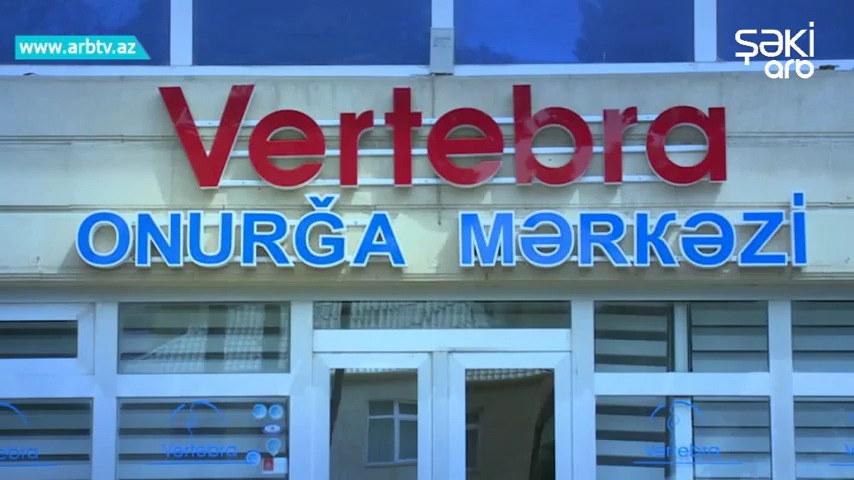 www.arbtv.az
ŞəKİ
arb
Vertebra
ONURĞA MƏRKƏZİ
Vertebra
vertebra